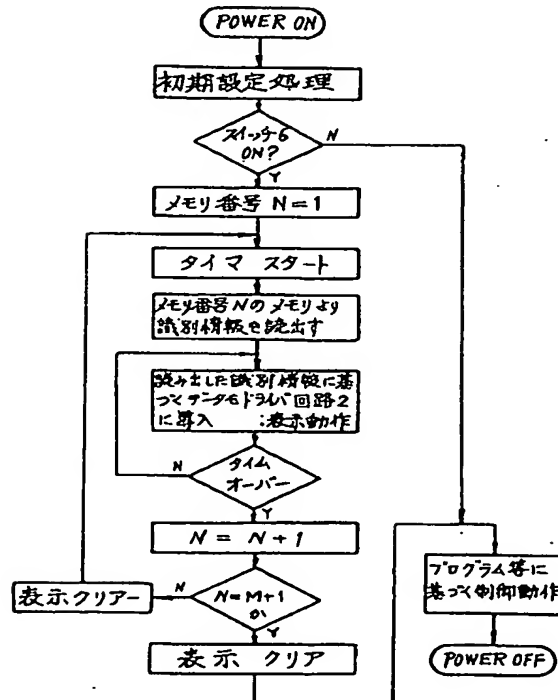 POWER ON
初期設定処理
スイッチ6
ON?
N
Y
メモリ番号 N=1
タイマ スタート
メモリ番号Nのメモリより
識別情報を読出す
読み出した識別情報に基
づくデータをドライバ回路2
に導入 :表示動作
タイム
オーバー
N
Y
N = N+1
N=M+1
か
N
Y
表示クリアー
表示 クリア
プログラム等に
基づく制御動作
POWER OFF